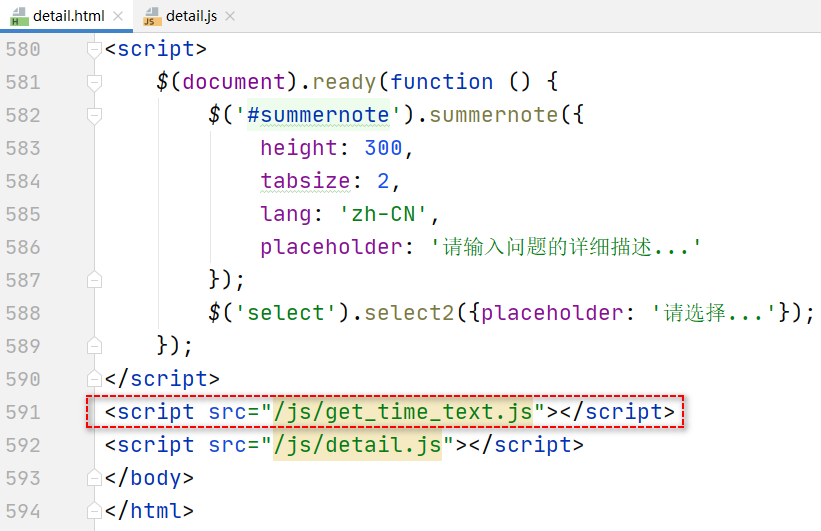 detail.html detail.js
580 <script>
581 $(document).ready(function () {
582 $('#summernote').summernote({
583 height: 300,
584 tabsize: 2,
585 lang: 'zh-CN',
586 placeholder: '请输入问题的详细描述...'
587 });
588 $('select').select2({placeholder: '请选择...'});
589 });
590 </script>
591 <script src="/js/get_time_text.js"></script>
592 <script src="/js/detail.js"></script>
593 </body>
594 </html>